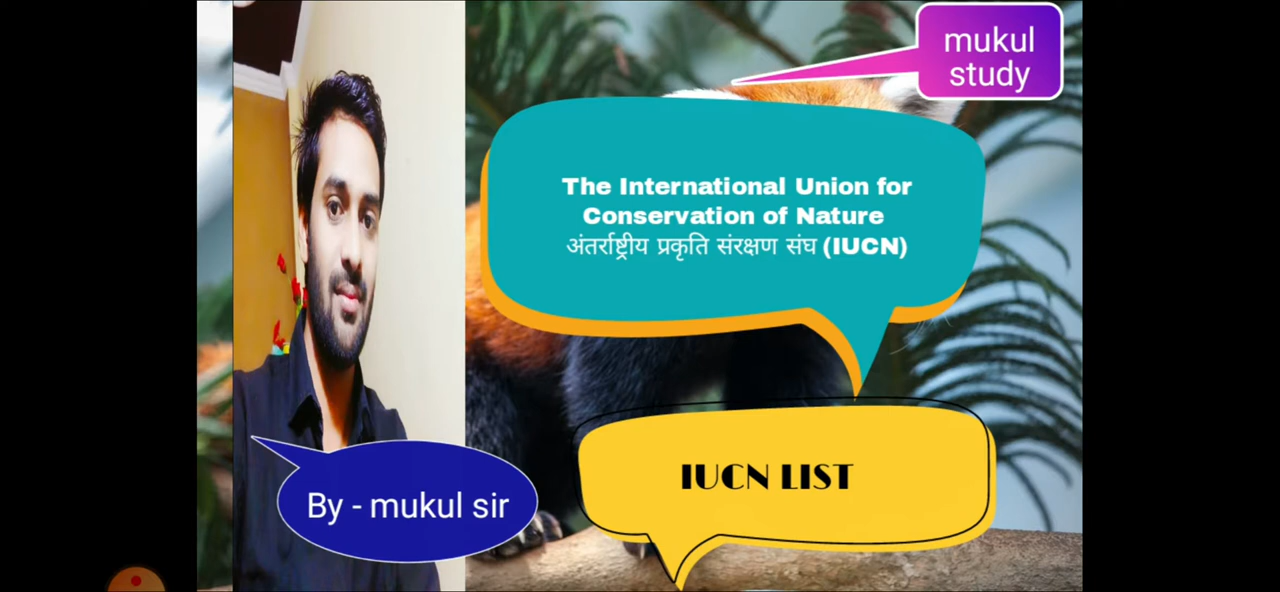 mukul
study
The International Union for
Conservation of Nature
अंतर्राष्ट्रीय प्रकृति संरक्षण संघ (IUCN)
IUCN LIST
By - mukul sir